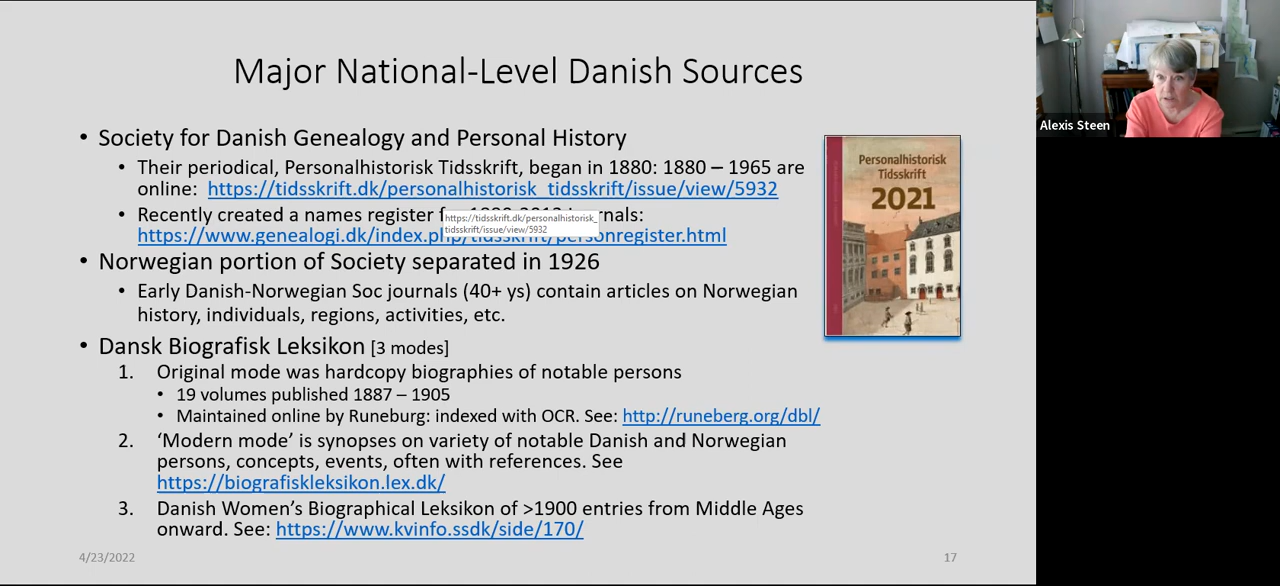 Major National-Level Danish Sources
Alexis Steen
• Society for Danish Genealogy and Personal History
• Their periodical, Personalhistorisk Tidsskrift, began in 1880: 1880 – 1965 are
online: https://tidsskrift.dk/personalhistorisk_tidsskrift/issue/view/5932
• Recently created a names register
https://tidsskrift.dk/personalhistorisk_
tidsskrift/issue/view/5932
https://www.genealogi.dk/index.php/tidsskrift/personregister.html
• Norwegian portion of Society separated in 1926
• Early Danish-Norwegian Soc journals (40+ ys) contain articles on Norwegian
history, individuals, regions, activities, etc.
• Dansk Biografisk Leksikon [3 modes]
1. Original mode was hardcopy biographies of notable persons
• 19 volumes published 1887 – 1905
• Maintained online by Runeburg: indexed with OCR. See: http://runeberg.org/dbl/
2. ‘Modern mode’ is synopses on variety of notable Danish and Norwegian
persons, concepts, events, often with references. See
https://biografiskleksikon.lex.dk/
3. Danish Women’s Biographical Leksikon of >1900 entries from Middle Ages
onward. See: https://www.kvinfo.ssdk/side/170/
Personalhistorisk
Tidsskrift
2021
4/23/2022
17